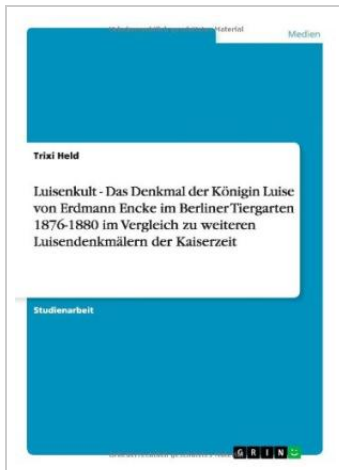 Medien
Trixi Held
Luisenkult - Das Denkmal der Königin Luise
von Erdmann Encke im Berliner Tiergarten
1876-1880 im Vergleich zu weiteren
Luisendenkmälern der Kaiserzeit
Studienarbeit
GRIN